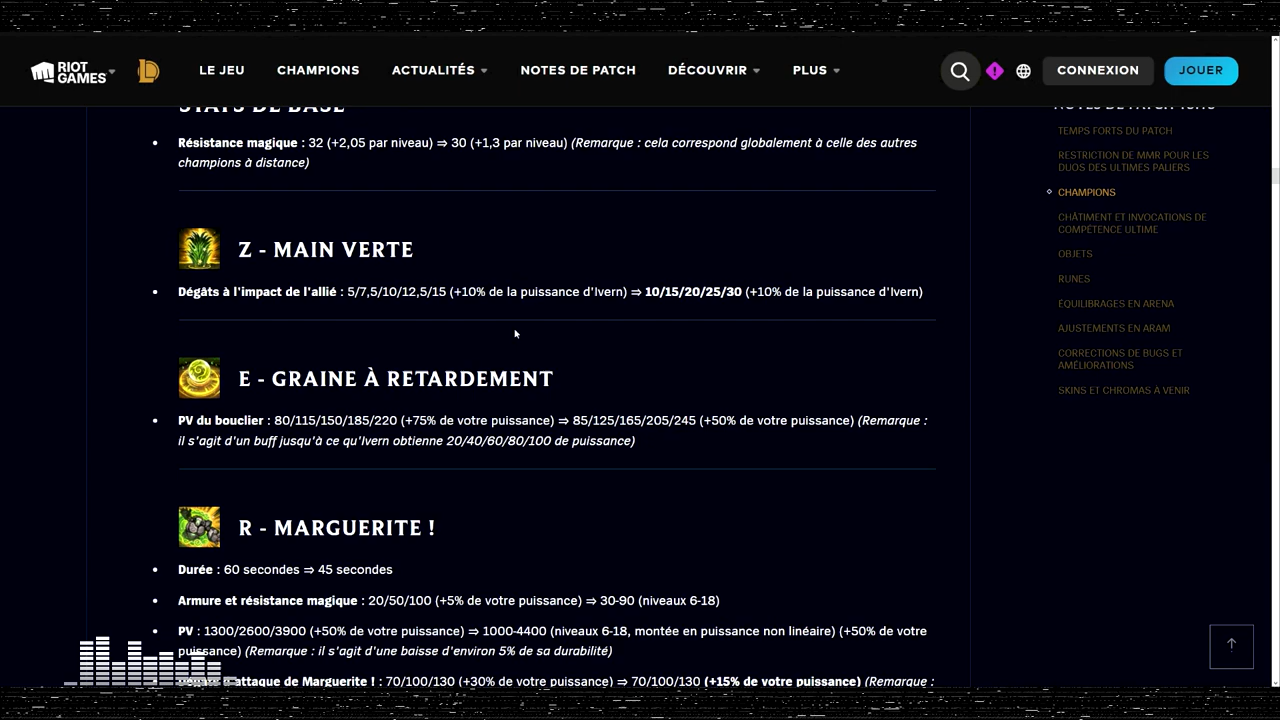 RIOT GAMES
LE JEU
CHAMPIONS
ACTUALITÉS
NOTES DE PATCH
DÉCOUVRIR
PLUS
CONNEXION
JOUER
STATS DE BASE
• Résistance magique : 32 (+2,05 par niveau) ⇒ 30 (+1,3 par niveau) (Remarque : cela correspond globalement à celle des autres
champions à distance)
Z - MAIN VERTE
• Dégâts à l'impact de l'allié : 5/7,5/10/12,5/15 (+10% de la puissance d'Ivern) ⇒ 10/15/20/25/30 (+10% de la puissance d'Ivern)
E - GRAINE À RETARDEMENT
• PV du bouclier : 80/115/150/185/220 (+75% de votre puissance) ⇒ 85/125/165/205/245 (+50% de votre puissance) (Remarque :
il s'agit d'un buff jusqu'à ce qu'Ivern obtienne 20/40/60/80/100 de puissance)
R - MARGUERITE !
• Durée : 60 secondes ⇒ 45 secondes
• Armure et résistance magique : 20/50/100 (+5% de votre puissance) ⇒ 30-90 (niveaux 6-18)
• PV : 1300/2600/3900 (+50% de votre puissance) ⇒ 1000-4400 (niveaux 6-18, montée en puissance non linéaire) (+50% de votre
puissance) (Remarque : il s'agit d'une baisse d'environ 5% de sa durabilité)
d'attaque de Marguerite ! : 70/100/130 (+30% de votre puissance) ⇒ 70/100/130 (+15% de votre puissance) (Remarque :
NOTES DE PATCH
TEMPS FORTS DU PATCH
RESTRICTION DE MMR POUR LES
DUOS DES ULTIMES PALIERS
CHAMPIONS
CHÂTIMENT ET INVOCATIONS DE
COMPÉTENCE ULTIME
OBJETS
RUNES
ÉQUILIBRAGES EN ARENA
AJUSTEMENTS EN ARAM
CORRECTIONS DE BUGS ET
AMÉLIORATIONS
SKINS ET CHROMAS À VENIR